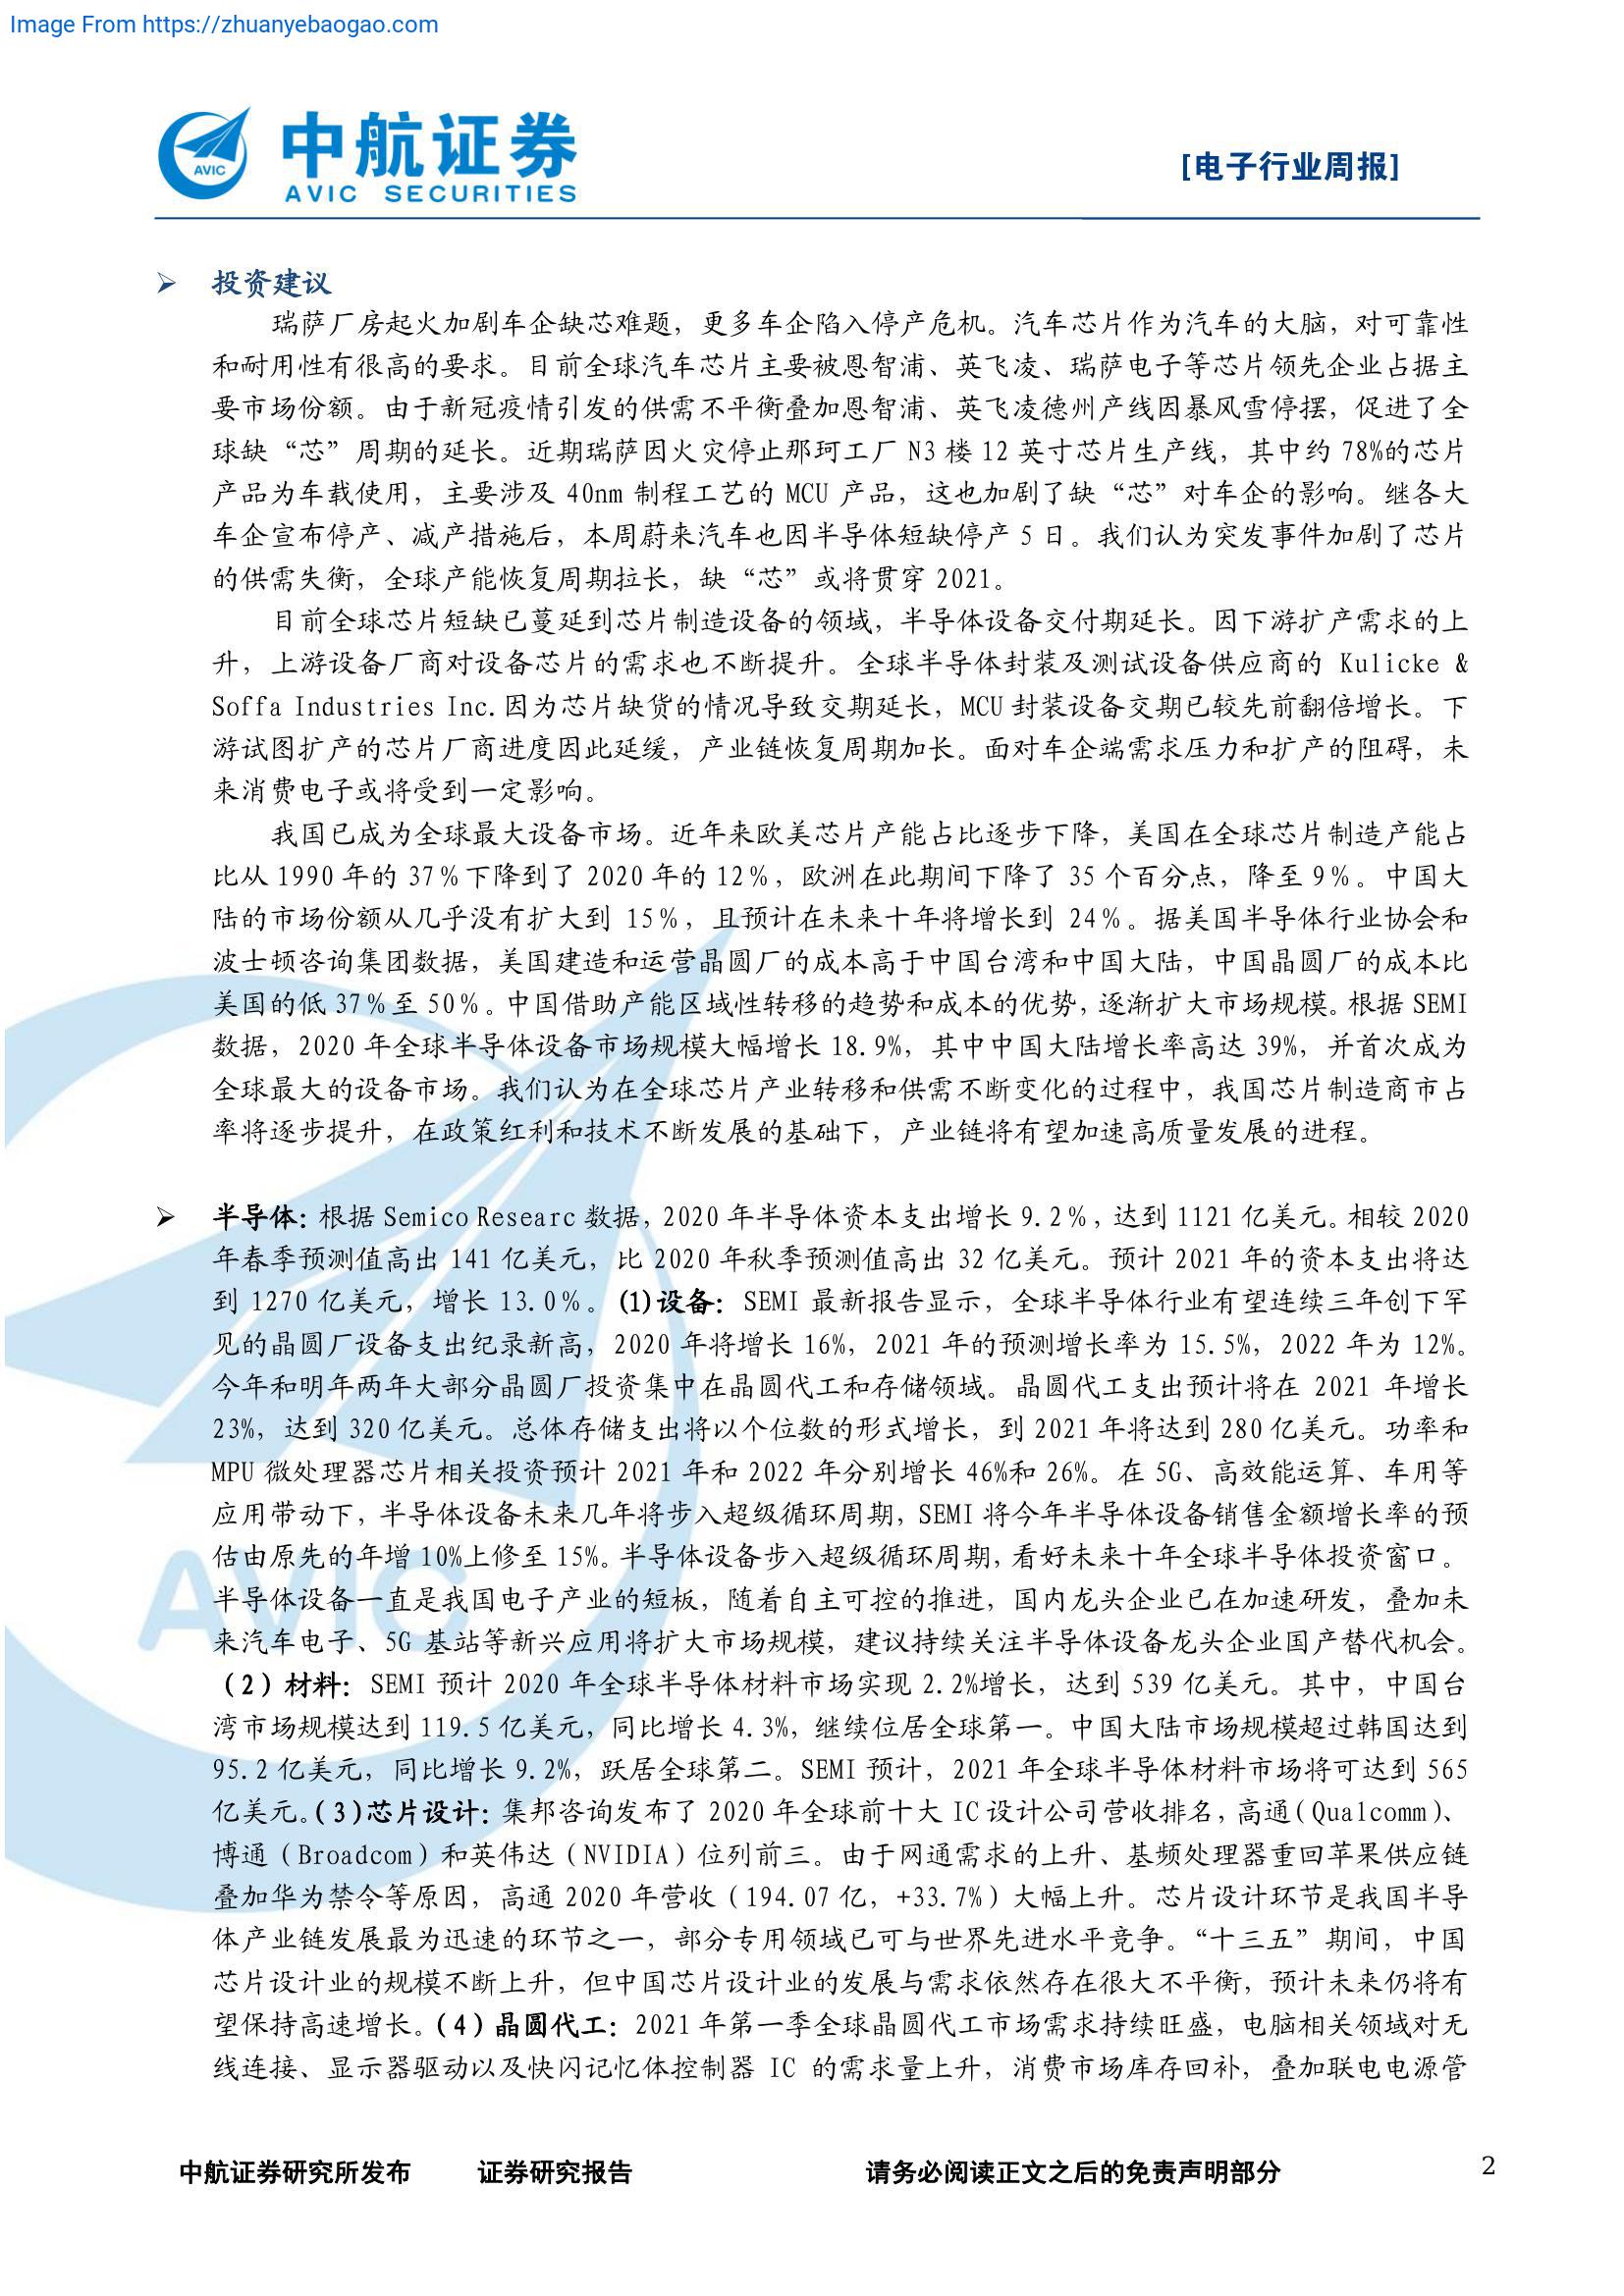 Image From https://zhuanyebaogao.com
中航证券
AVIC
AVIC SECURITIES
[电子行业周报]
➢ 投资建议
瑞萨厂房起火加剧车企缺芯难题，更多车企陷入停产危机。汽车芯片作为汽车的大脑，对可靠性
和耐用性有很高的要求。目前全球汽车芯片主要被恩智浦、英飞凌、瑞萨电子等芯片领先企业占据主
要市场份额。由于新冠疫情引发的供需不平衡叠加恩智浦、英飞凌德州产线因暴风雪停摆，促进了全
球缺“芯”周期的延长。近期瑞萨因火灾停止那珂工厂 N3 楼 12 英寸芯片生产线，其中约 78%的芯片
产品为车载使用，主要涉及 40nm 制程工艺的 MCU 产品，这也加剧了缺“芯”对车企的影响。继各大
车企宣布停产、减产措施后，本周蔚来汽车也因半导体短缺停产 5 日。我们认为突发事件加剧了芯片
的供需失衡，全球产能恢复周期拉长，缺“芯”或将贯穿 2021。
目前全球芯片短缺已蔓延到芯片制造设备的领域，半导体设备交付期延长。因下游扩产需求的上
升，上游设备厂商对设备芯片的需求也不断提升。全球半导体封装及测试设备供应商的 Kulicke &
Soffa Industries Inc.因为芯片缺货的情况导致交期延长，MCU 封装设备交期已较先前翻倍增长。下
游试图扩产的芯片厂商进度因此延缓，产业链恢复周期加长。面对车企端需求压力和扩产的阻碍，未
来消费电子或将受到一定影响。
我国已成为全球最大设备市场。近年来欧美芯片产能占比逐步下降，美国在全球芯片制造产能占
比从 1990 年的 37%下降到了 2020 年的 12%，欧洲在此期间下降了 35 个百分点，降至 9%。中国大
陆的市场份额从几乎没有扩大到 15%，且预计在未来十年将增长到 24%。据美国半导体行业协会和
波士顿咨询集团数据，美国建造和运营晶圆厂的成本高于中国台湾和中国大陆，中国晶圆厂的成本比
美国的低 37%至 50%。中国借助产能区域性转移的趋势和成本的优势，逐渐扩大市场规模。根据 SEMI
数据，2020 年全球半导体设备市场规模大幅增长 18.9%，其中中国大陆增长率高达 39%，并首次成为
全球最大的设备市场。我们认为在全球芯片产业转移和供需不断变化的过程中，我国芯片制造商市占
率将逐步提升，在政策红利和技术不断发展的基础下，产业链将有望加速高质量发展的进程。
➢ 半导体：根据 Semico Researc 数据，2020 年半导体资本支出增长 9.2%，达到 1121 亿美元。相较 2020
年春季预测值高出 141 亿美元，比 2020 年秋季预测值高出 32 亿美元。预计 2021 年的资本支出将达
到 1270 亿美元，增长 13.0%。(1)设备：SEMI 最新报告显示，全球半导体行业有望连续三年创下罕
见的晶圆厂设备支出纪录新高，2020 年将增长 16%，2021 年的预测增长率为 15.5%，2022 年为 12%。
今年和明年两年大部分晶圆厂投资集中在晶圆代工和存储领域。晶圆代工支出预计将在 2021 年增长
23%，达到 320 亿美元。总体存储支出将以个位数的形式增长，到 2021 年将达到 280 亿美元。功率和
MPU 微处理器芯片相关投资预计 2021 年和 2022 年分别增长 46%和 26%。在 5G、高效能运算、车用等
应用带动下，半导体设备未来几年将步入超级循环周期，SEMI 将今年半导体设备销售金额增长率的预
估由原先的年增 10%上修至 15%。半导体设备步入超级循环周期，看好未来十年全球半导体投资窗口。
半导体设备一直是我国电子产业的短板，随着自主可控的推进，国内龙头企业已在加速研发，叠加未
来汽车电子、5G 基站等新兴应用将扩大市场规模，建议持续关注半导体设备龙头企业国产替代机会。
（2）材料：SEMI 预计 2020 年全球半导体材料市场实现 2.2%增长，达到 539 亿美元。其中，中国台
湾市场规模达到 119.5 亿美元，同比增长 4.3%，继续位居全球第一。中国大陆市场规模超过韩国达到
95.2 亿美元，同比增长 9.2%，跃居全球第二。SEMI 预计，2021 年全球半导体材料市场将可达到 565
亿美元。（3）芯片设计：集邦咨询发布了 2020 年全球前十大 IC 设计公司营收排名，高通（Qualcomm）、
博通（Broadcom）和英伟达（NVIDIA）位列前三。由于网通需求的上升、基频处理器重回苹果供应链
叠加华为禁令等原因，高通 2020 年营收（194.07 亿，+33.7%）大幅上升。芯片设计环节是我国半导
体产业链发展最为迅速的环节之一，部分专用领域已可与世界先进水平竞争。“十三五”期间，中国
芯片设计业的规模不断上升，但中国芯片设计业的发展与需求依然存在很大不平衡，预计未来仍将有
望保持高速增长。（4）晶圆代工：2021 年第一季全球晶圆代工市场需求持续旺盛，电脑相关领域对无
线连接、显示器驱动以及快闪记忆体控制器 IC 的需求量上升，消费市场库存回补，叠加联电电源管
AVIC
中航证券研究所发布 证券研究报告 请务必阅读正文之后的免责声明部分 2